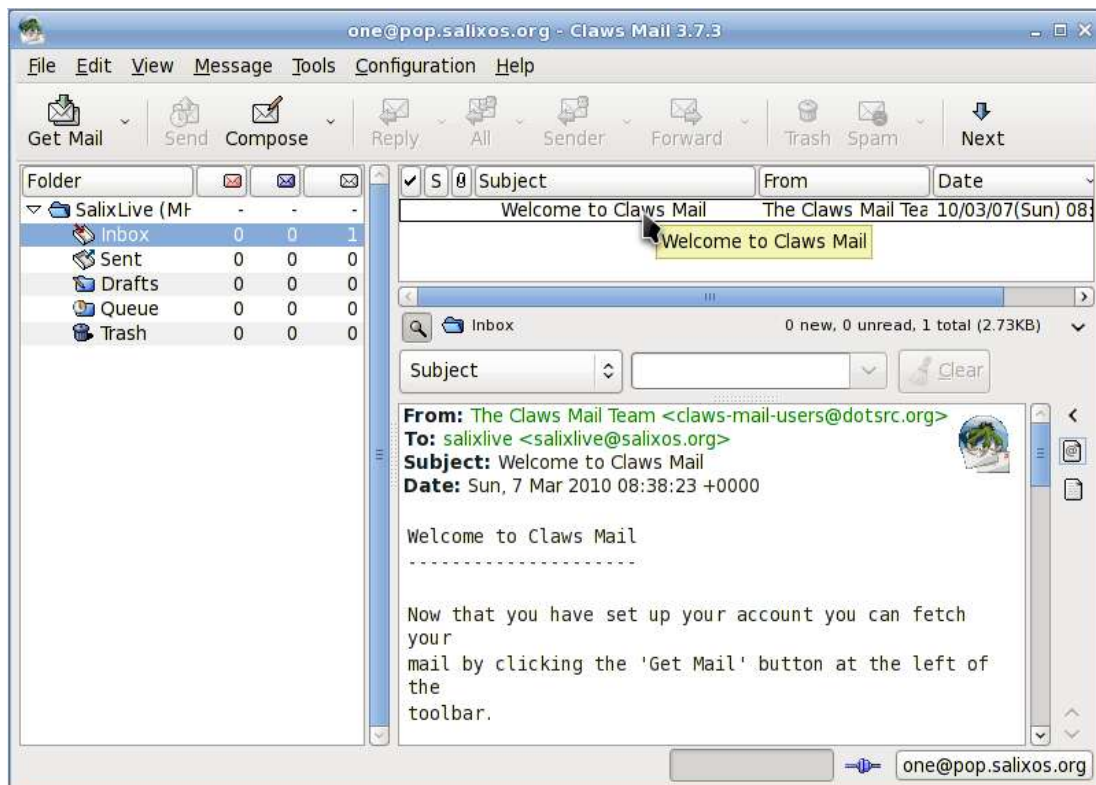 one@pop.salixos.org - Claws Mail 3.7.3
File Edit View Message Tools Configuration Help
Get Mail Send Compose Reply All Sender Forward Trash Spam Next
Folder
SalixLive (MH - - -
Inbox 0 0 1
Sent 0 0 0
Drafts 0 0 0
Queue 0 0 0
Trash 0 0 0
S Subject From Date
Welcome to Claws Mail The Claws Mail Tea 10/03/07(Sun) 08:
Welcome to Claws Mail
Inbox 0 new, 0 unread, 1 total (2.73KB)
Subject Clear
From: The Claws Mail Team <claws-mail-users@dotsrc.org>
To: salixlive <salixlive@salixos.org>
Subject: Welcome to Claws Mail
Date: Sun, 7 Mar 2010 08:38:23 +0000
Welcome to Claws Mail
---------------------
Now that you have set up your account you can fetch
your
mail by clicking the 'Get Mail' button at the left of
the
toolbar.
one@pop.salixos.org